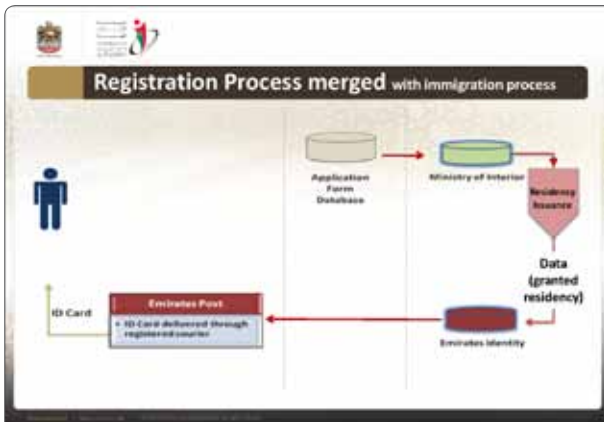 Registration Process merged with immigration process
Application
Form
Database
Ministry of Interior
Residency
Issuance
Data
(granted
residency)
Emirates Post
• ID Card delivered through
registered courier
ID Card
Emirates Identity